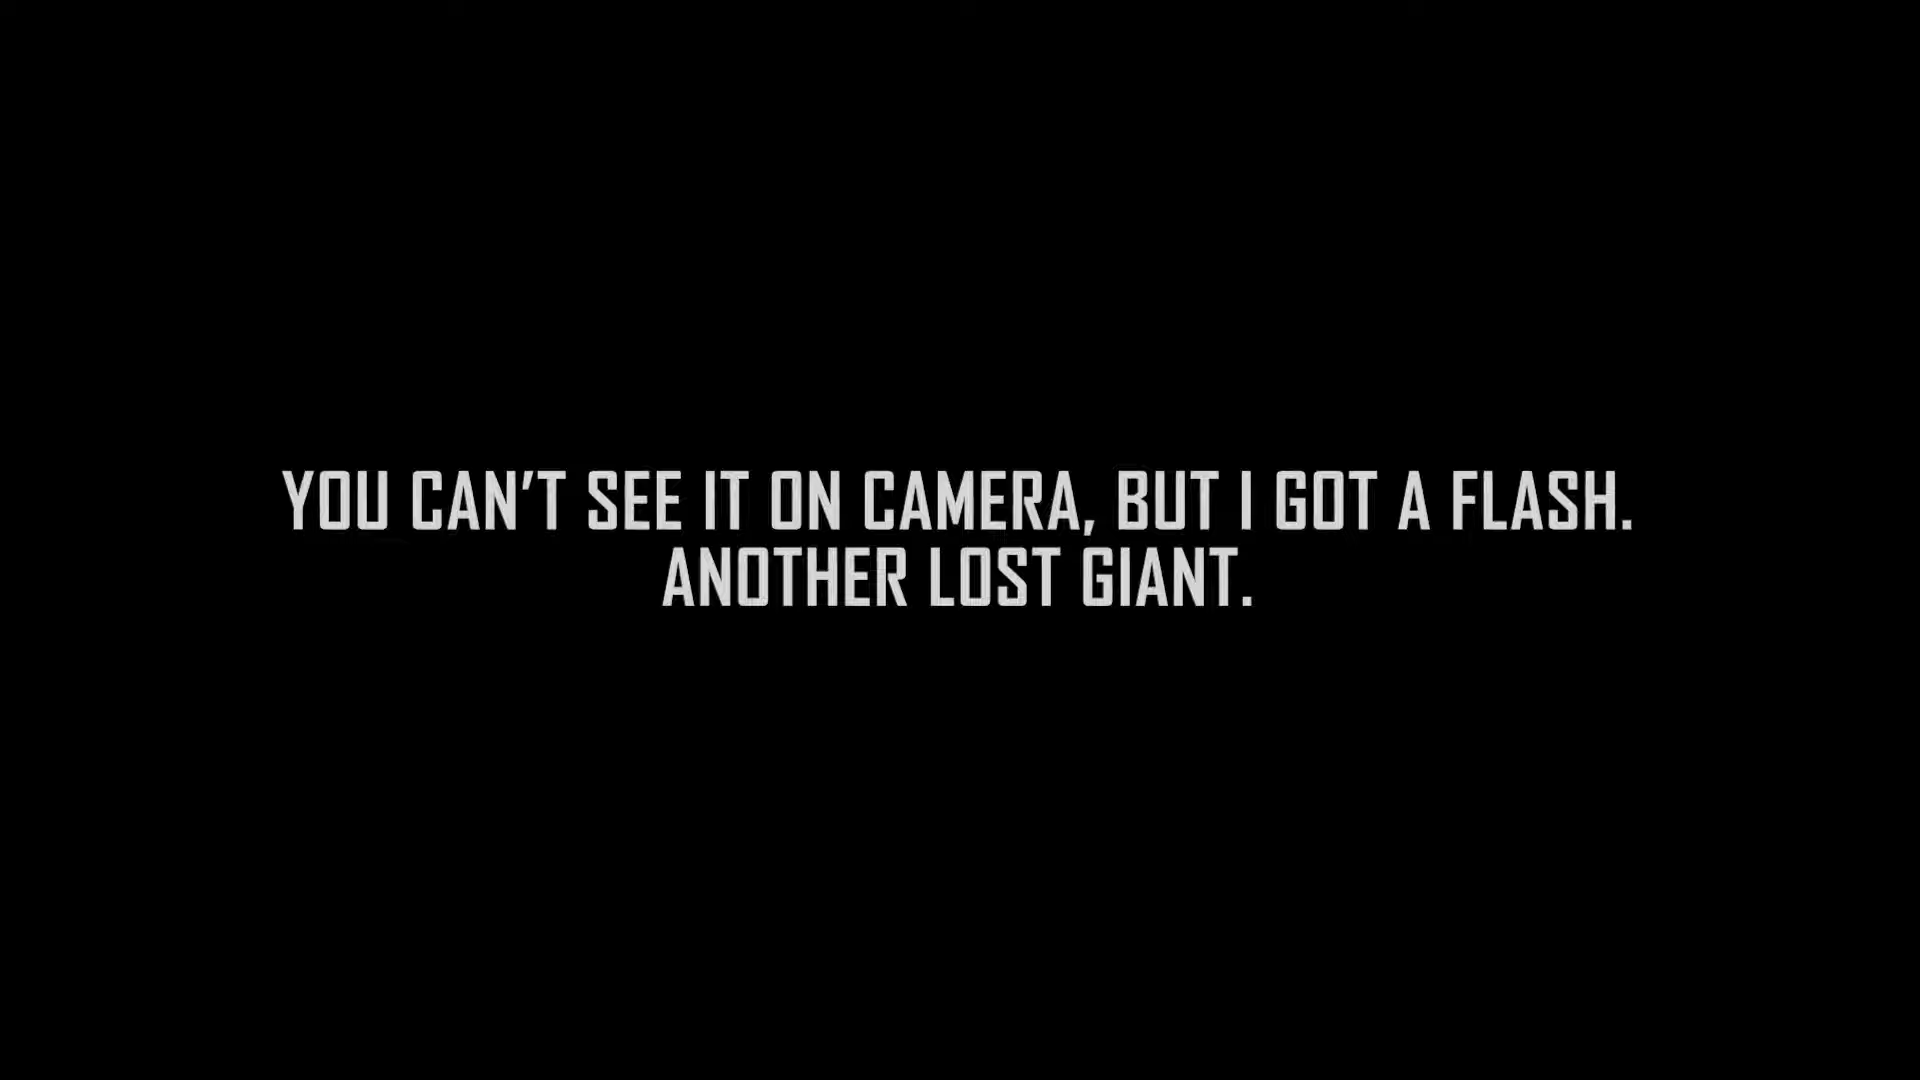 YOU CAN’T SEE IT ON CAMERA, BUT I GOT A FLASH.
ANOTHER LOST GIANT.